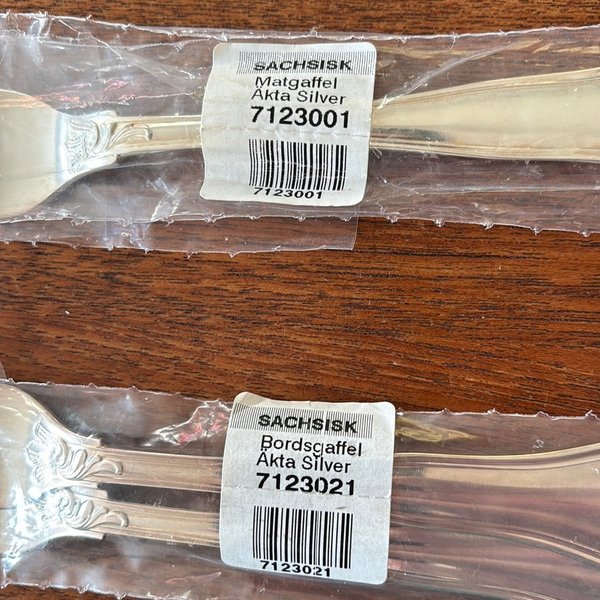 SACHSISK
Matgaffel
Äkta Silver
7123001
7123001
SACHSISK
Bordsgaffel
Äkta Silver
7123021
7123021